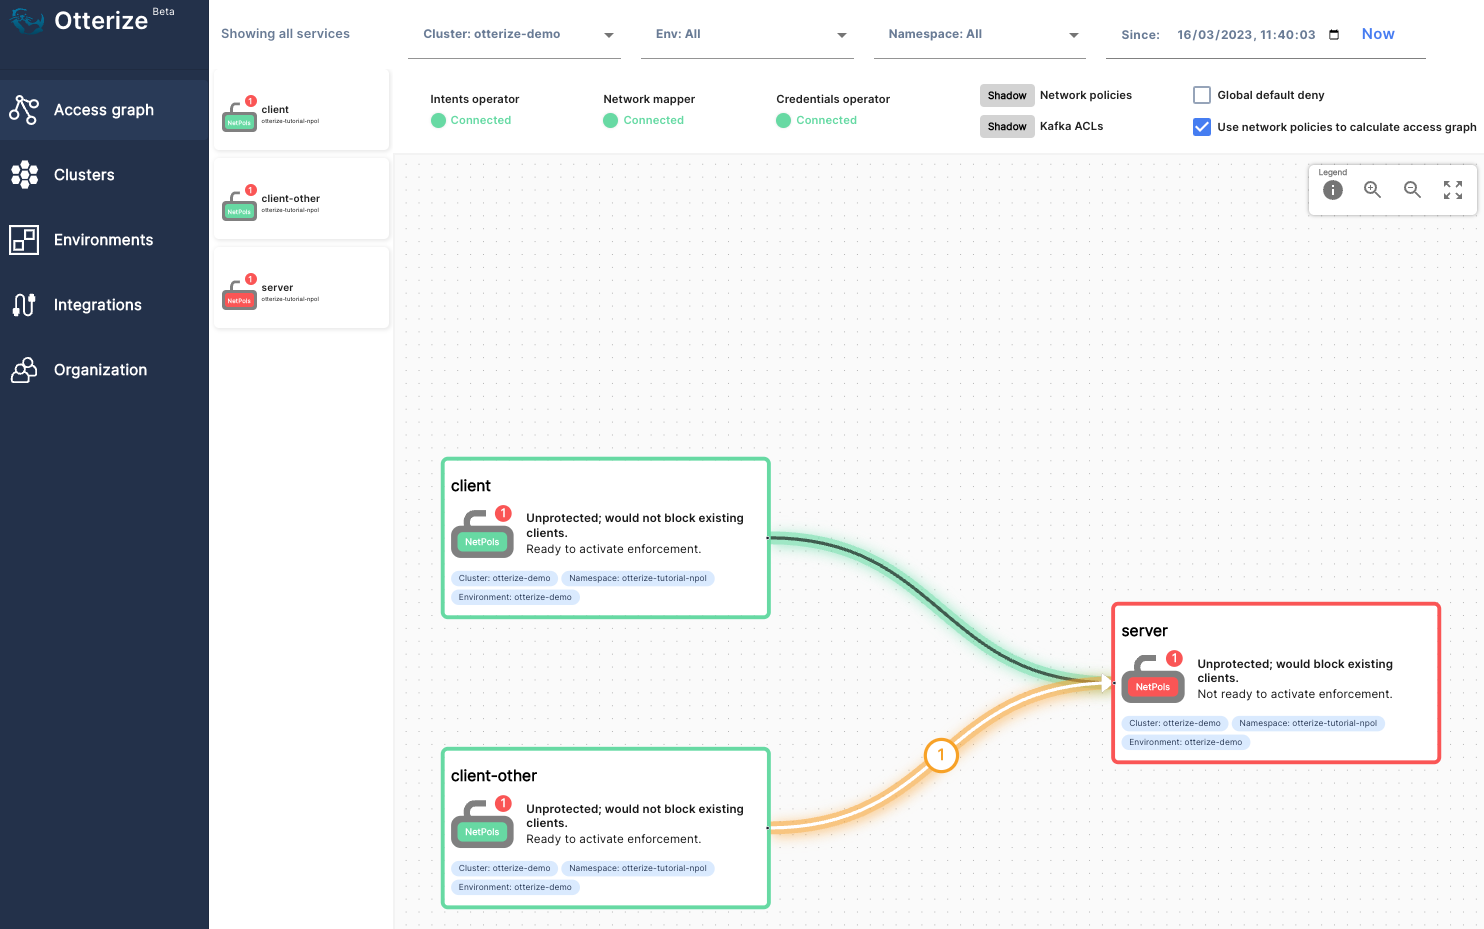 Otterize Beta
Access graph
Clusters
Environments
Integrations
Organization
Showing all services
Cluster: otterize-demo
Env: All
Namespace: All
Since: 16/03/2023, 11:40:03
Now
1
client
NetPols
otterize-tutorial-npol
1
client-other
NetPols
otterize-tutorial-npol
1
server
NetPols
otterize-tutorial-npol
Intents operator
Connected
Network mapper
Connected
Credentials operator
Connected
Shadow Network policies
Shadow Kafka ACLs
Global default deny
Use network policies to calculate access graph
Legend
client
1
NetPols
Unprotected; would not block existing
clients.
Ready to activate enforcement.
Cluster: otterize-demo
Namespace: otterize-tutorial-npol
Environment: otterize-demo
client-other
1
NetPols
Unprotected; would not block existing
clients.
Ready to activate enforcement.
Cluster: otterize-demo
Namespace: otterize-tutorial-npol
Environment: otterize-demo
1
server
1
NetPols
Unprotected; would block existing
clients.
Not ready to activate enforcement.
Cluster: otterize-demo
Namespace: otterize-tutorial-npol
Environment: otterize-demo